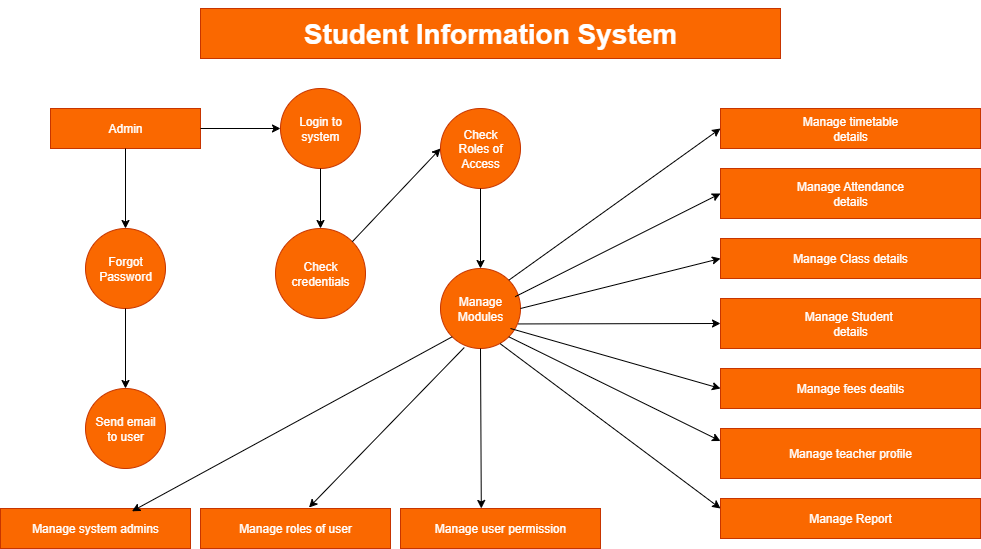 Student Information System
Admin
Login to
system
Check
Roles of
Access
Manage timetable
details
Manage Attendance
details
Forgot
Password
Check
credentials
Manage Class details
Manage
Modules
Manage Student
details
Manage fees deatils
Send email
to user
Manage teacher profile
Manage system admins
Manage roles of user
Manage user permission
Manage Report